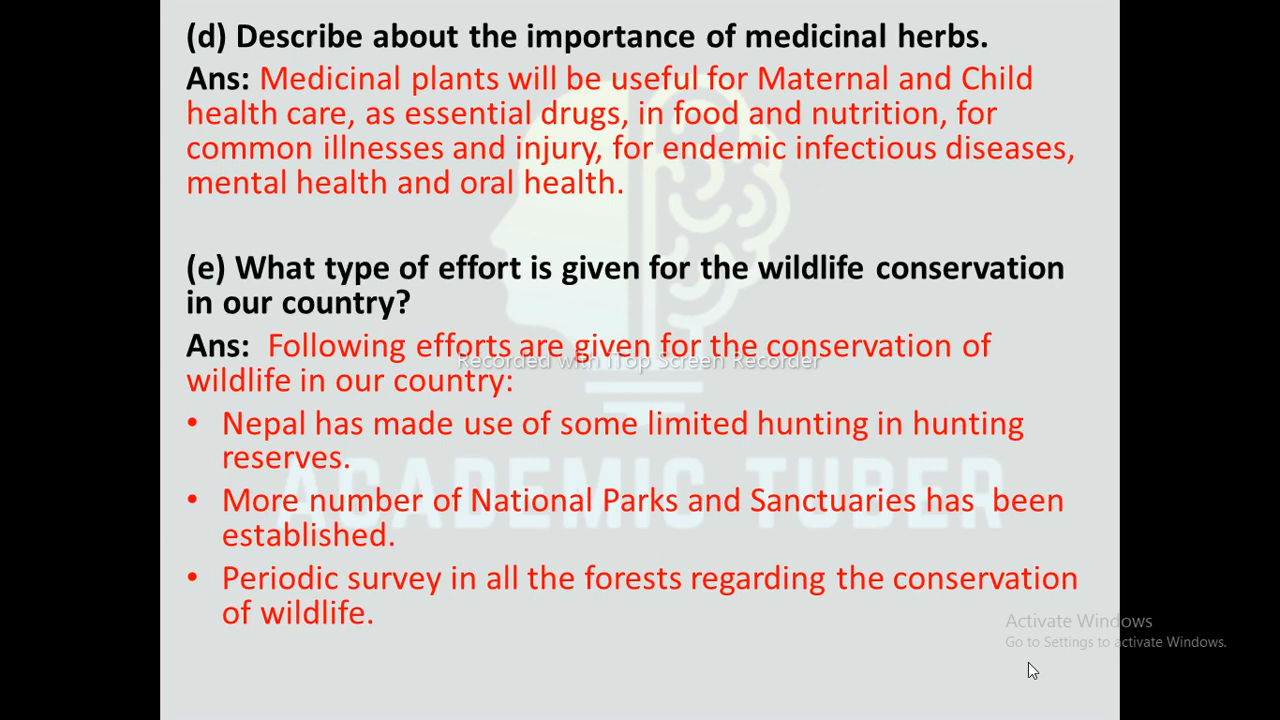 (d) Describe about the importance of medicinal herbs.
Ans: Medicinal plants will be useful for Maternal and Child
health care, as essential drugs, in food and nutrition, for
common illnesses and injury, for endemic infectious diseases,
mental health and oral health.
(e) What type of effort is given for the wildlife conservation
in our country?
Ans: Following efforts are given for the conservation of
Recorded with iTop Screen Recorder
wildlife in our country:
• Nepal has made use of some limited hunting in hunting
reserves.
ACADEMIC TUBER
• More number of National Parks and Sanctuaries has been
established.
• Periodic survey in all the forests regarding the conservation
of wildlife.
Activate Windows
Go to Settings to activate Windows.